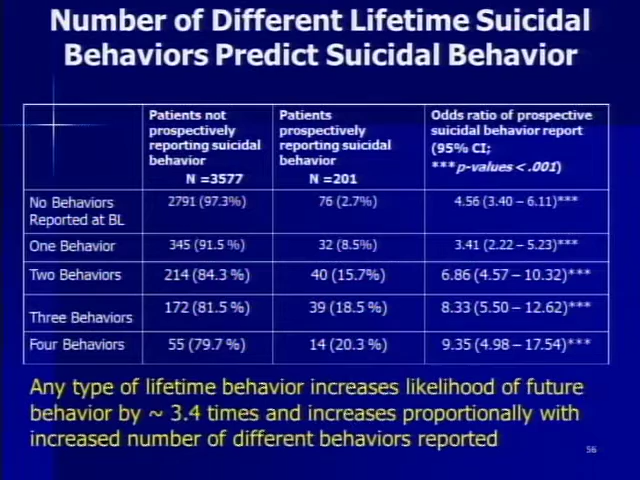 Number of Different Lifetime Suicidal
Behaviors Predict Suicidal Behavior
Patients not
prospectively
reporting suicidal
behavior
N =3577
Patients
prospectively
reporting suicidal
behavior
N =201
Odds ratio of prospective
suicidal behavior report
(95% CI;
***p-values < .001)
No Behaviors
Reported at BL
2791 (97.3%)
76 (2.7%)
4.56 (3.40 – 6.11)***
One Behavior
345 (91.5 %)
32 (8.5%)
3.41 (2.22 – 5.23)***
Two Behaviors
214 (84.3 %)
40 (15.7%)
6.86 (4.57 – 10.32)***
Three Behaviors
172 (81.5 %)
39 (18.5 %)
8.33 (5.50 – 12.62)***
Four Behaviors
55 (79.7 %)
14 (20.3 %)
9.35 (4.98 – 17.54)***
Any type of lifetime behavior increases likelihood of future
behavior by ~ 3.4 times and increases proportionally with
increased number of different behaviors reported
56